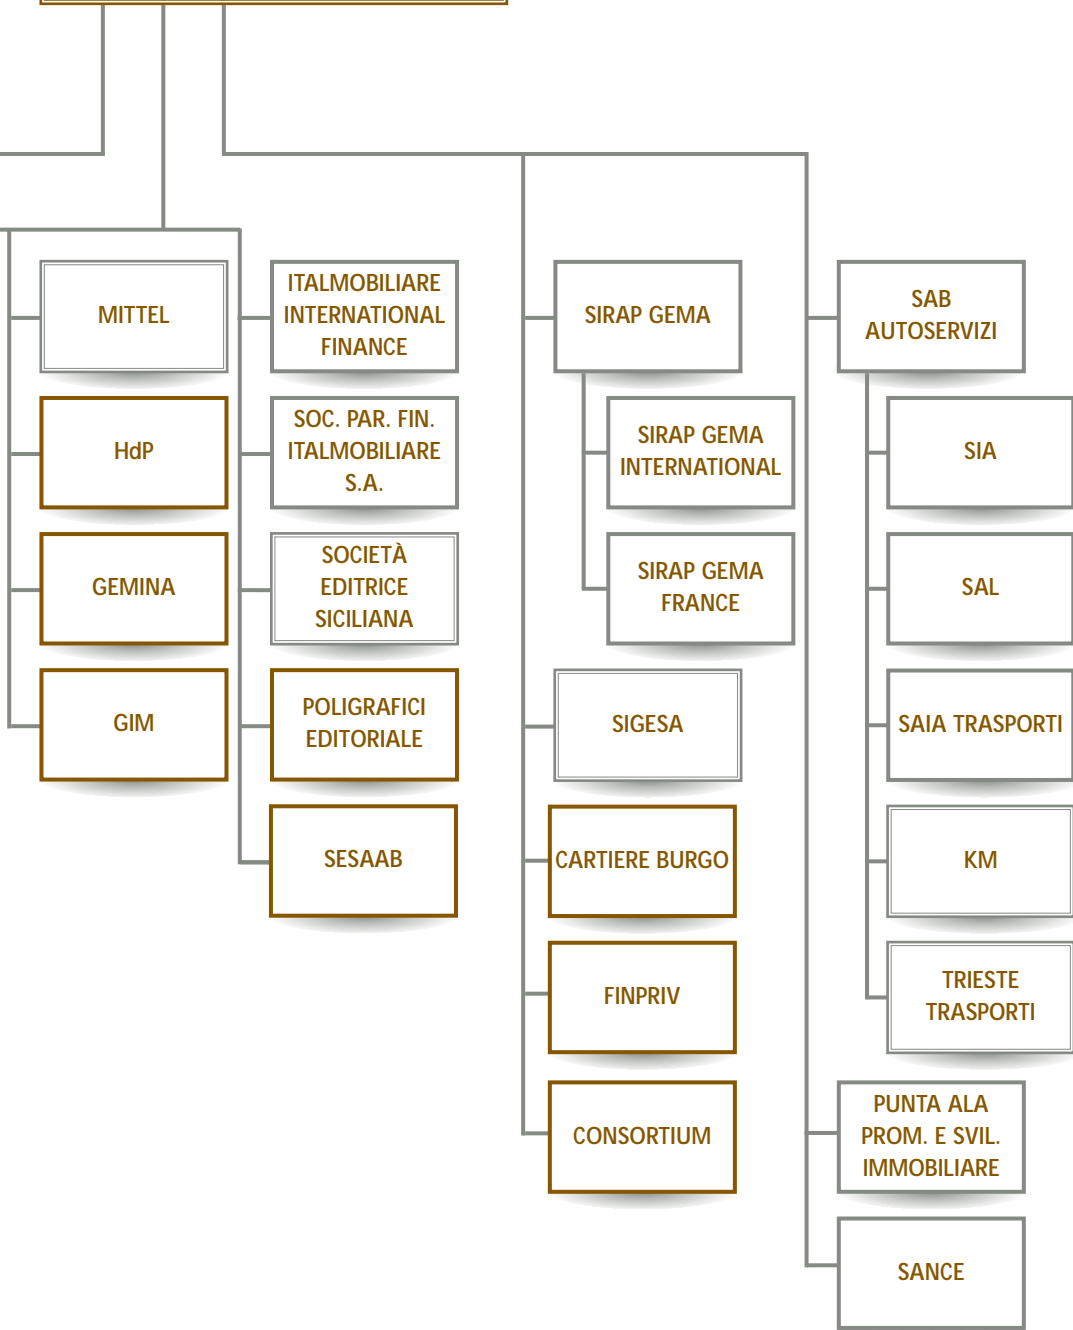 MITTEL
HdP
GEMINA
GIM
ITALMOBILIARE
INTERNATIONAL
FINANCE
SOC. PAR. FIN.
ITALMOBILIARE
S.A.
SOCIETÀ
EDITRICE
SICILIANA
POLIGRAFICI
EDITORIALE
SESAAB
SIRAP GEMA
SIRAP GEMA
INTERNATIONAL
SIRAP GEMA
FRANCE
SIGESA
CARTIERE BURGO
FINPRIV
CONSORTIUM
SAB
AUTOSERVIZI
SIA
SAL
SAIA TRASPORTI
KM
TRIESTE
TRASPORTI
PUNTA ALA
PROM. E SVIL.
IMMOBILIARE
SANCE